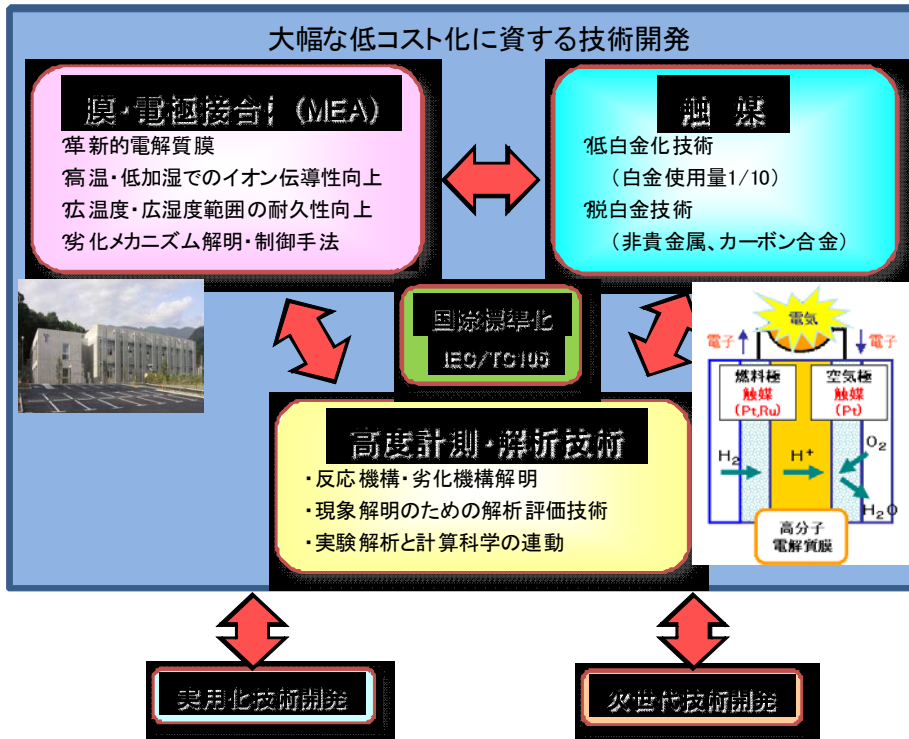 大幅な低コスト化に資する技術開発
膜・電極接合 (MEA)
?革新的電解質膜
?高温・低加湿でのイオン伝導性向上
?広温度・広湿度範囲の耐久性向上
?劣化メカニズム解明・制御手法
触 媒
?低白金化技術
(白金使用量1/10)
?脱白金技術
(非貴金属、カーボン合金)
国際標準化
IEC/TC105
高度計測・解析技術
・反応機構・劣化機構解明
・現象解明のための解析評価技術
・実験解析と計算科学の連動
電気
電子
電子
燃料極
触媒
(Pt,Ru)
空気極
触媒
(Pt)
H2
H+
O2
H2O
高分子
電解質膜
実用化技術開発
次世代技術開発